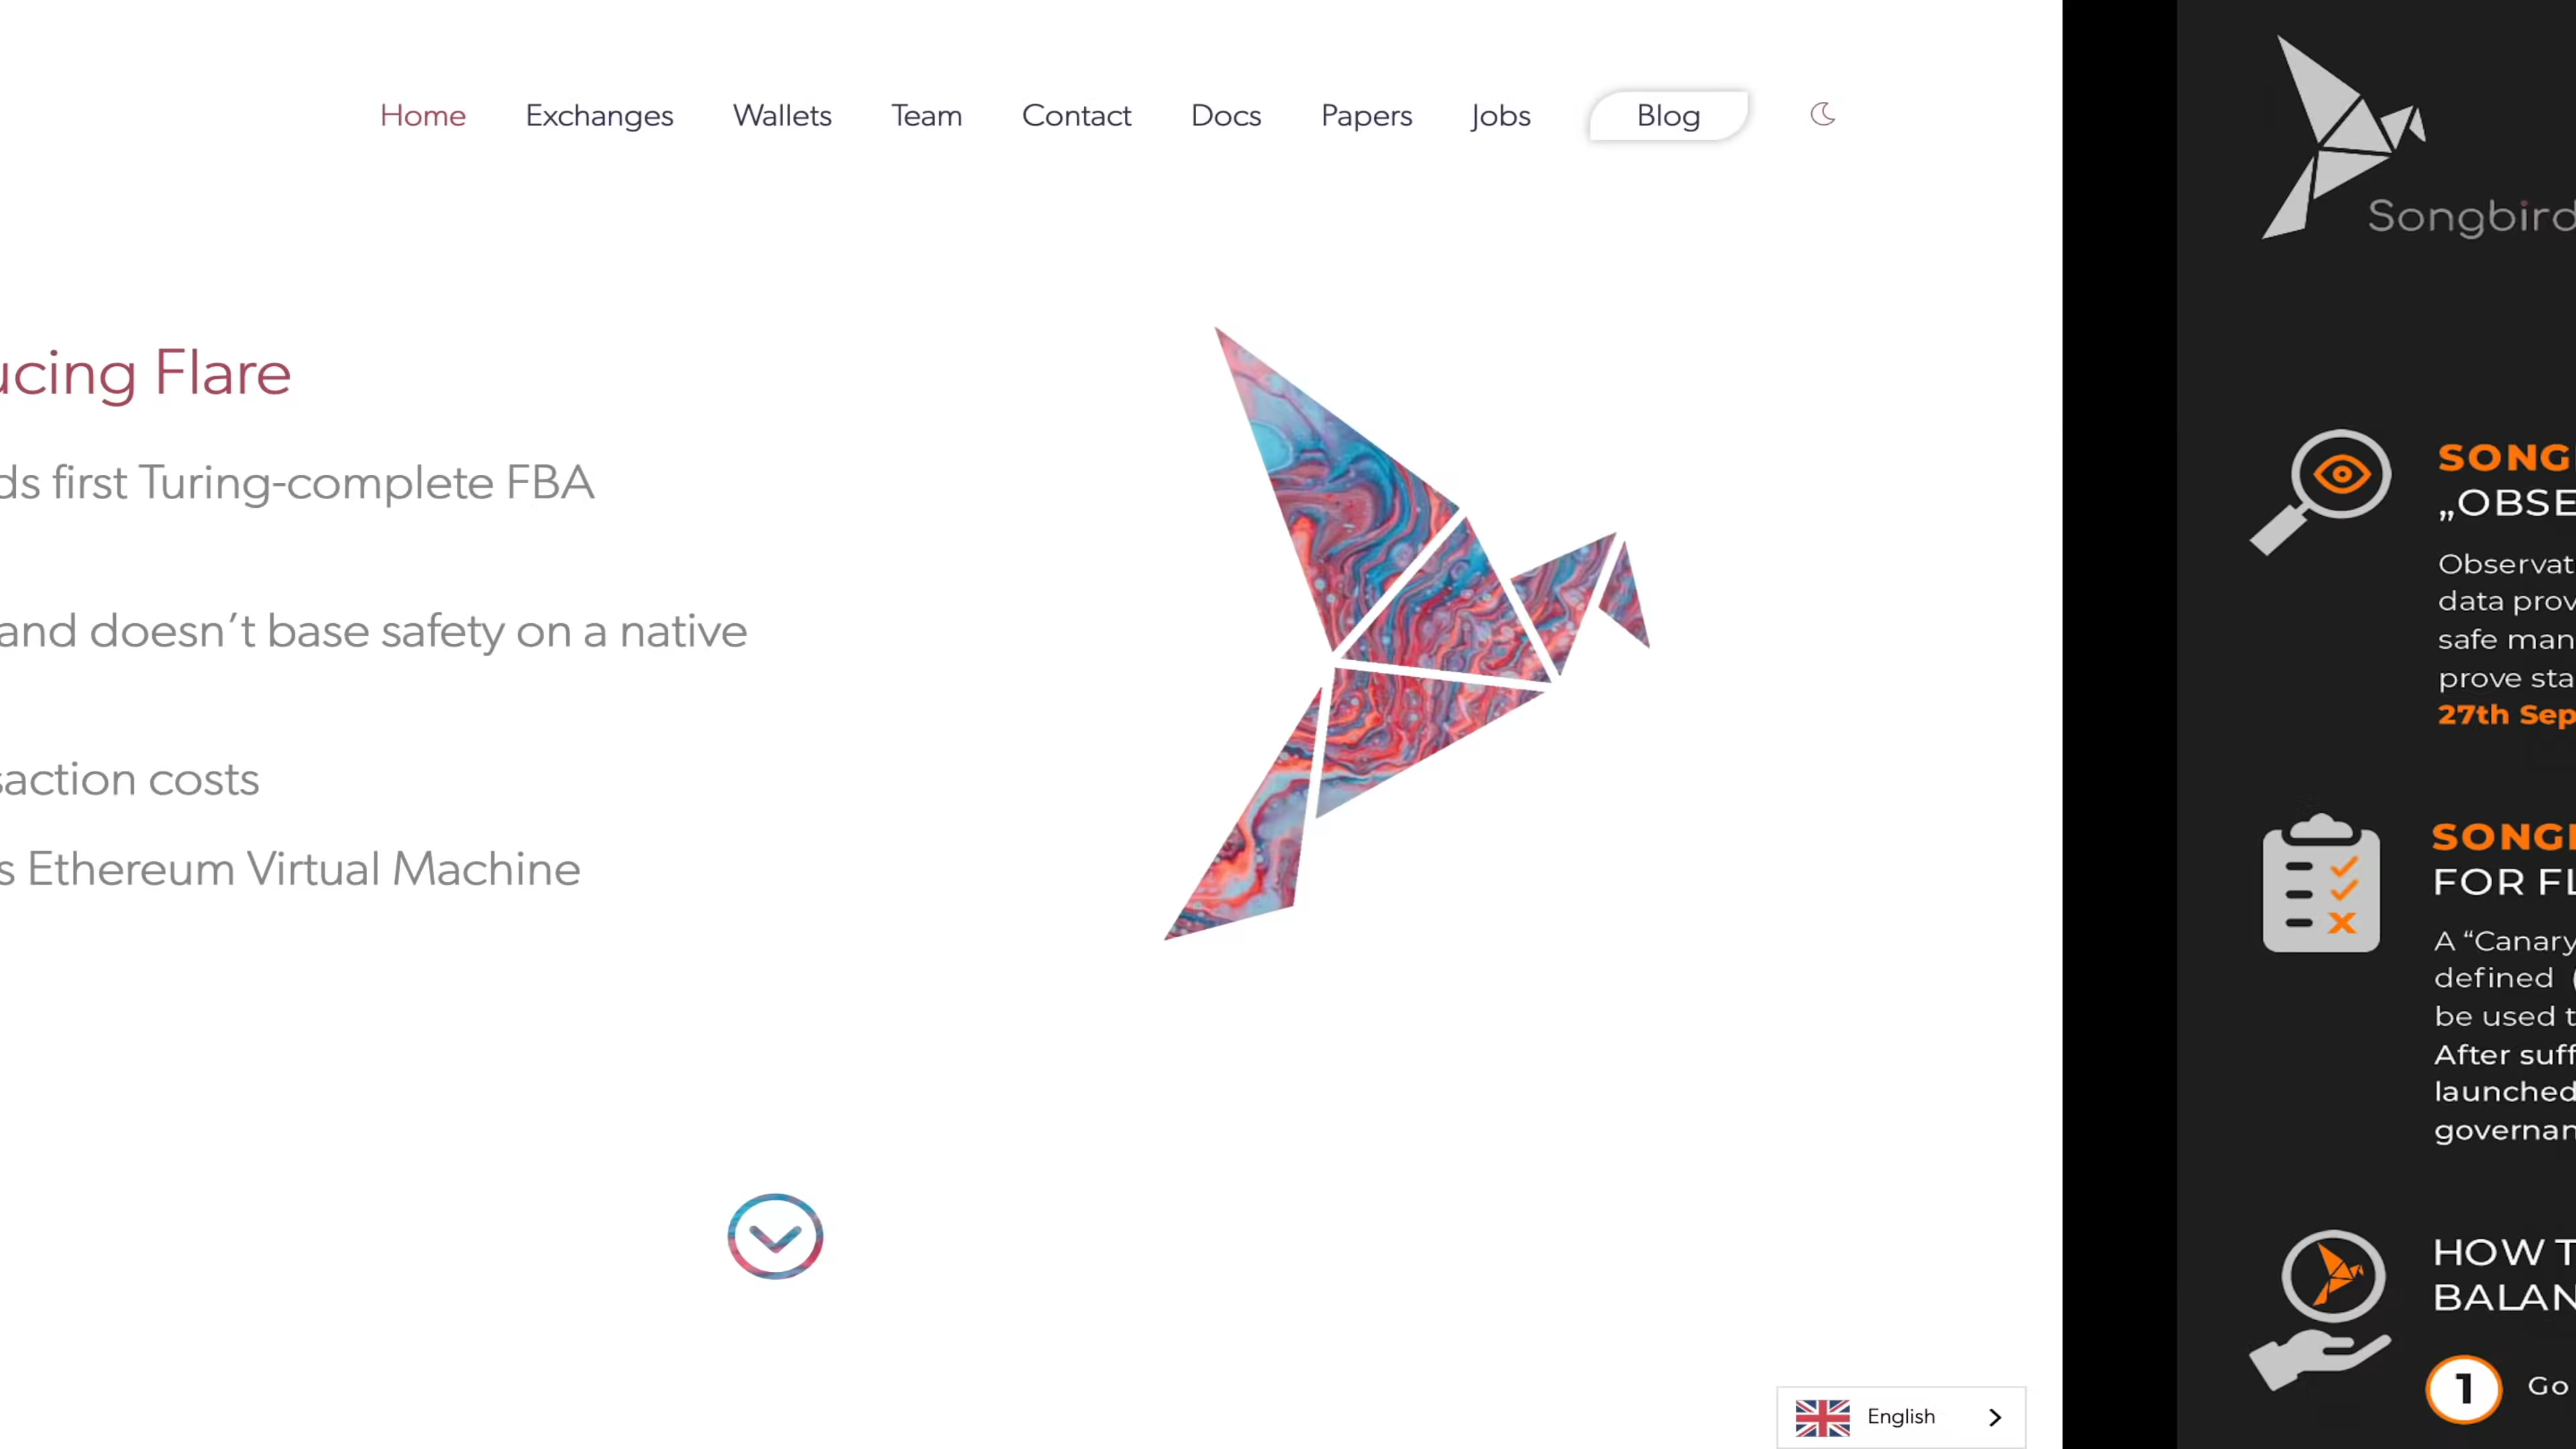 Home Exchanges Wallets Team Contact Docs Papers Jobs Blog
ucing Flare
ds first Turing-complete FBA
and doesn't base safety on a native
saction costs
s Ethereum Virtual Machine
English
Songbird
SONG
„OBSE
Observat
data prov
safe man
prove sta
27th Sep
SONG
FOR FL
A “Canary
defined (
be used t
After suff
launched
governan
HOW T
BALAN
1 Go